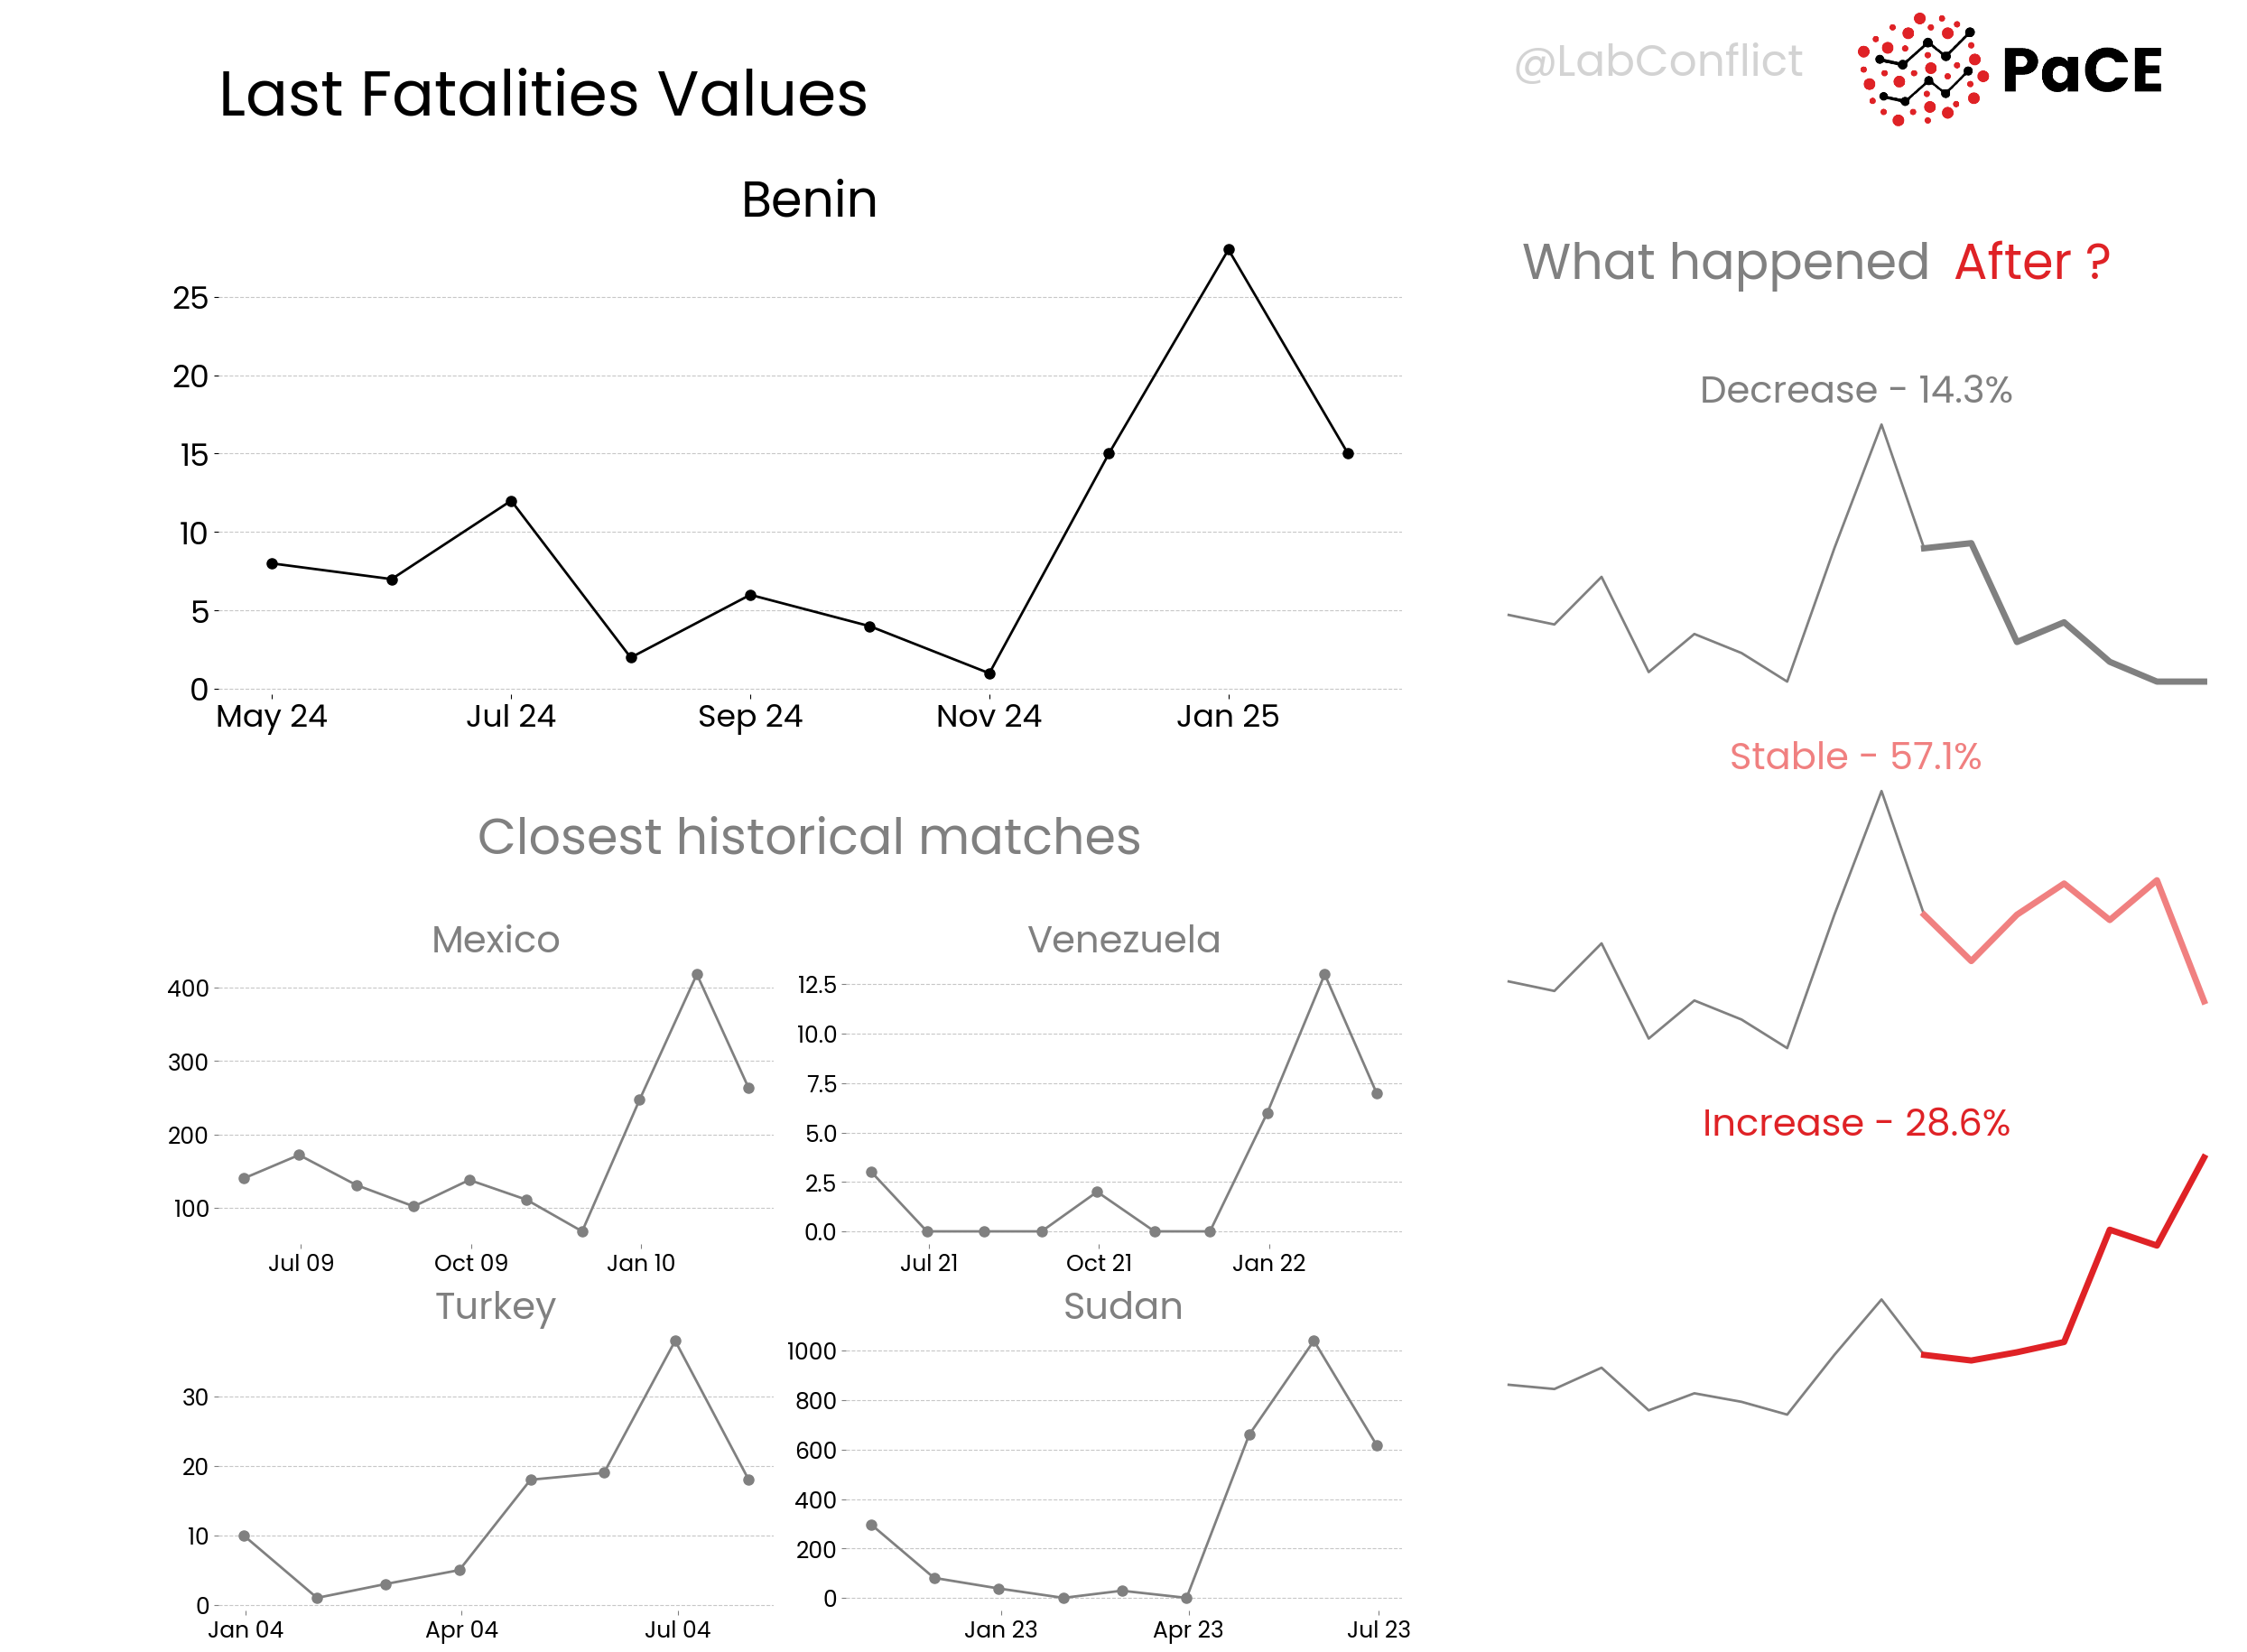 @LabConflict
PaCE
Last Fatalities Values
Benin
25
20
15
10
5
0
May 24 Jul 24 Sep 24 Nov 24 Jan 25
What happened After ?
Decrease - 14.3%
Stable - 57.1%
Increase - 28.6%
Closest historical matches
Mexico
400
300
200
100
Jul 09 Oct 09 Jan 10
Venezuela
12.5
10.0
7.5
5.0
2.5
0.0
Jul 21 Oct 21 Jan 22
Turkey
30
20
10
0
Jan 04 Apr 04 Jul 04
Sudan
1000
800
600
400
200
0
Jan 23 Apr 23 Jul 23